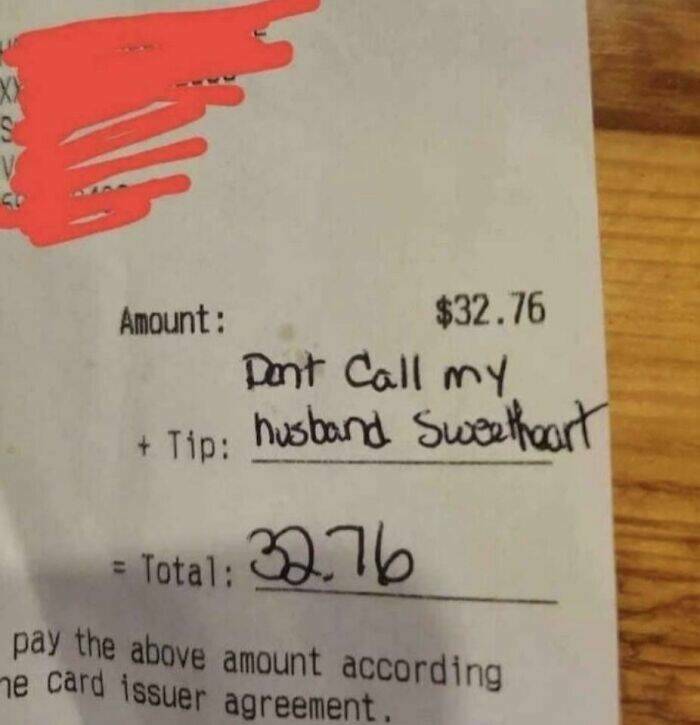 Amount: $32.76
Dont Call my
+ Tip: husband Sweetheart
= Total: 32.76
pay the above amount according
card issuer agreement.